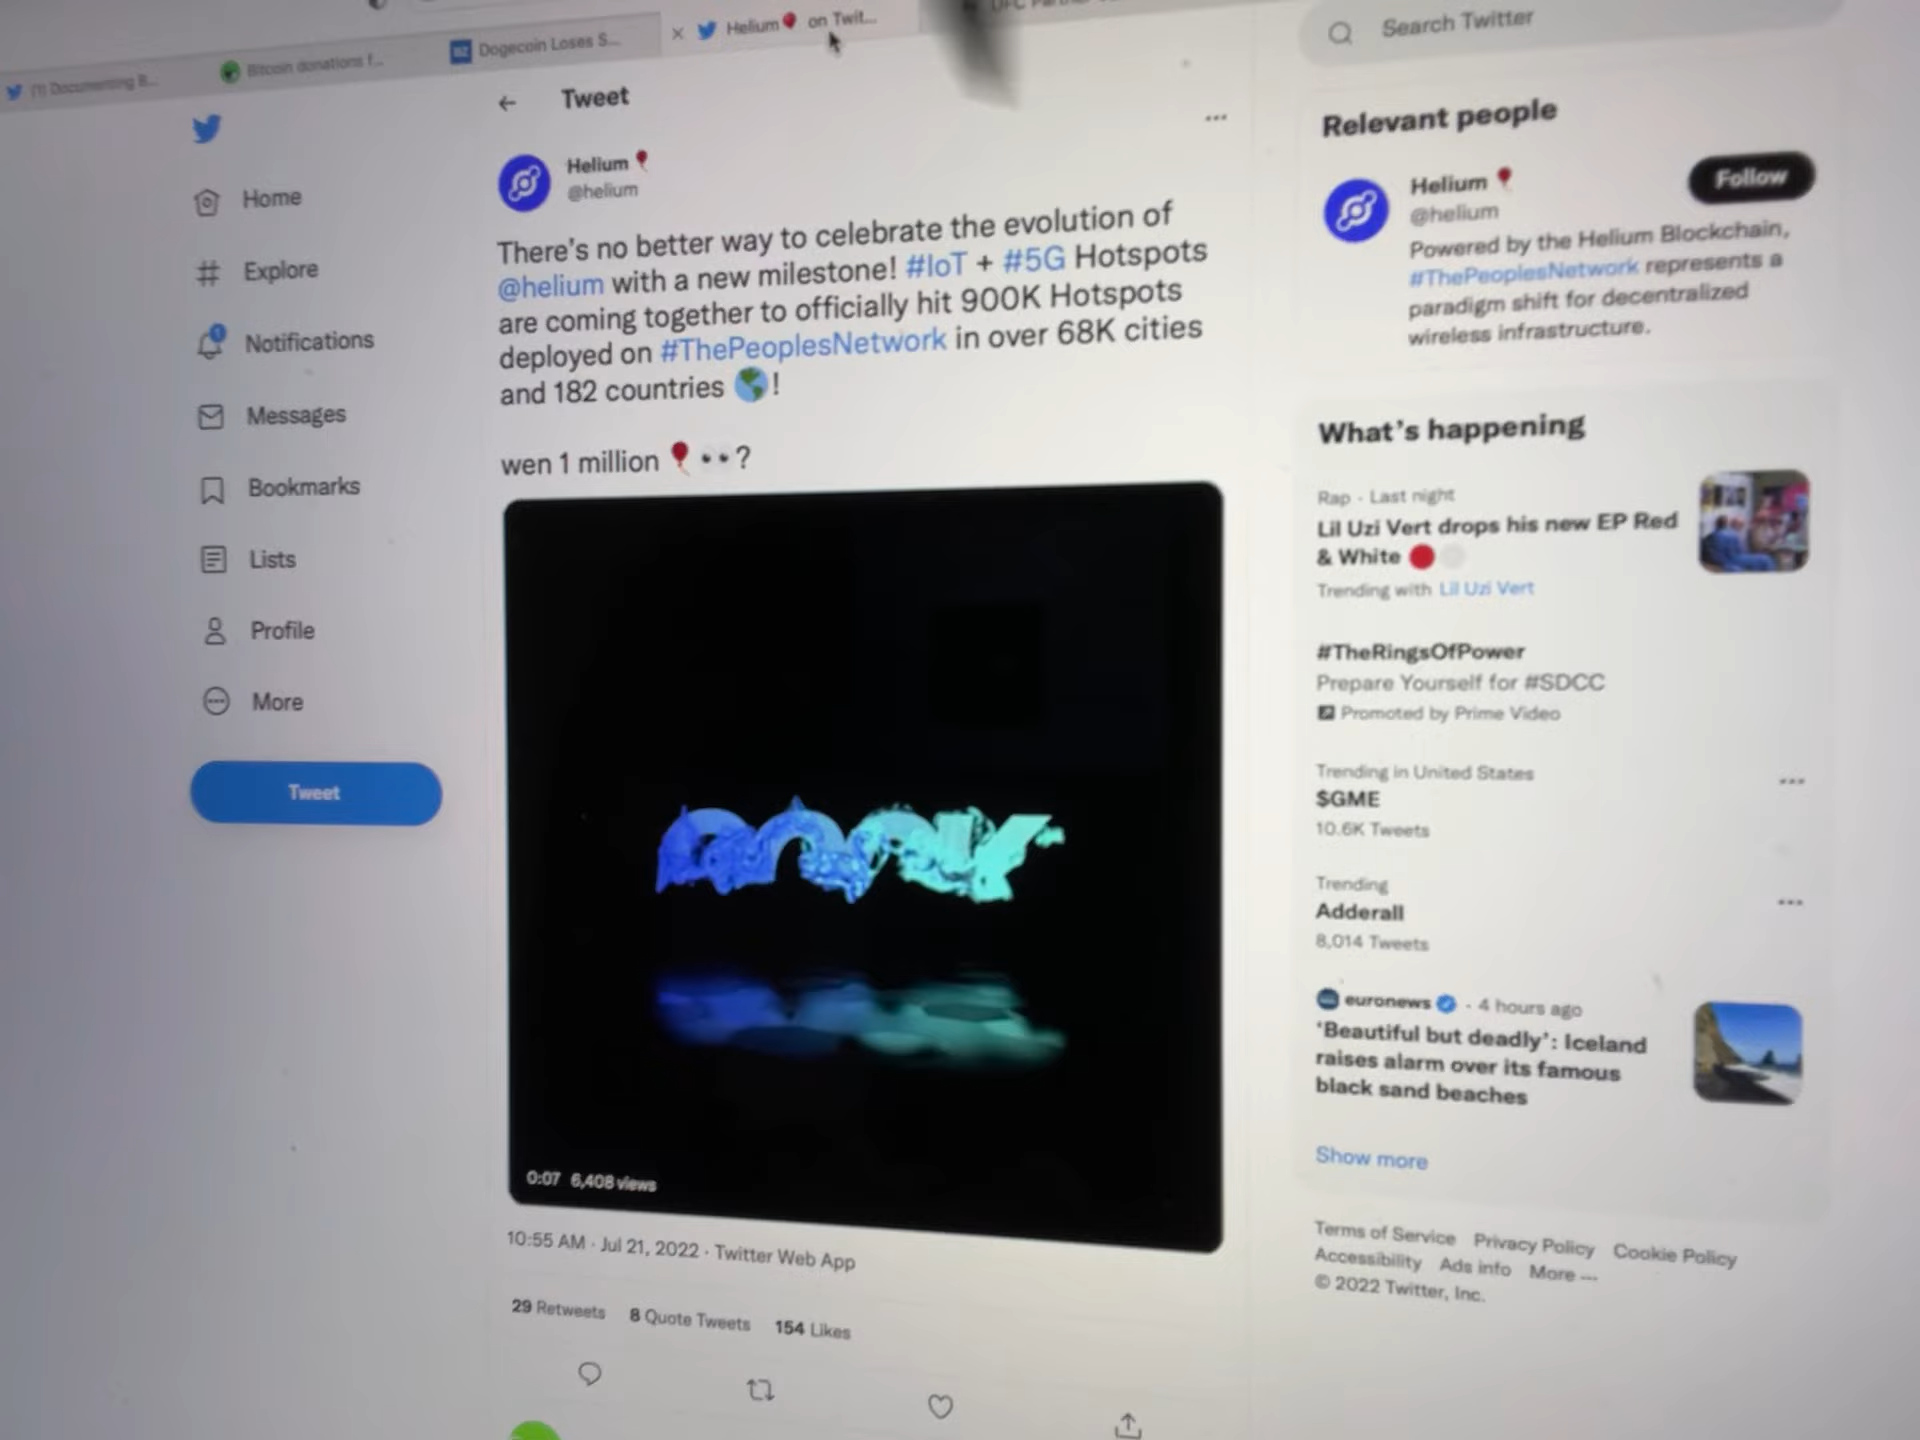 (1) Documenting B...
Bitcoin donations f...
Dogecoin Loses S...
Helium🎈 on Twit...
Search Twitter
Tweet
Helium🎈
@helium
There's no better way to celebrate the evolution of
@helium with a new milestone! #IoT + #5G Hotspots
are coming together to officially hit 900K Hotspots
deployed on #ThePeoplesNetwork in over 68K cities
and 182 countries 🌎!
wen 1 million 🎈👀?
900K
0:07 6,408 views
10:55 AM · Jul 21, 2022 · Twitter Web App
29 Retweets 8 Quote Tweets 154 Likes
Home
Explore
1
Notifications
Messages
Bookmarks
Lists
Profile
More
Tweet
Relevant people
Helium🎈
@helium
Follow
Powered by the Helium Blockchain,
#ThePeoplesNetwork represents a
paradigm shift for decentralized
wireless infrastructure.
What's happening
Rap · Last night
Lil Uzi Vert drops his new EP Red
& White 🔴⚪
Trending with Lil Uzi Vert
#TheRingsOfPower
Prepare Yourself for #SDCC
Promoted by Prime Video
Trending in United States
$GME
10.6K Tweets
Trending
Adderall
8,014 Tweets
euronews · 4 hours ago
'Beautiful but deadly': Iceland
raises alarm over its famous
black sand beaches
Show more
Terms of Service Privacy Policy Cookie Policy
Accessibility Ads info More ...
© 2022 Twitter, Inc.